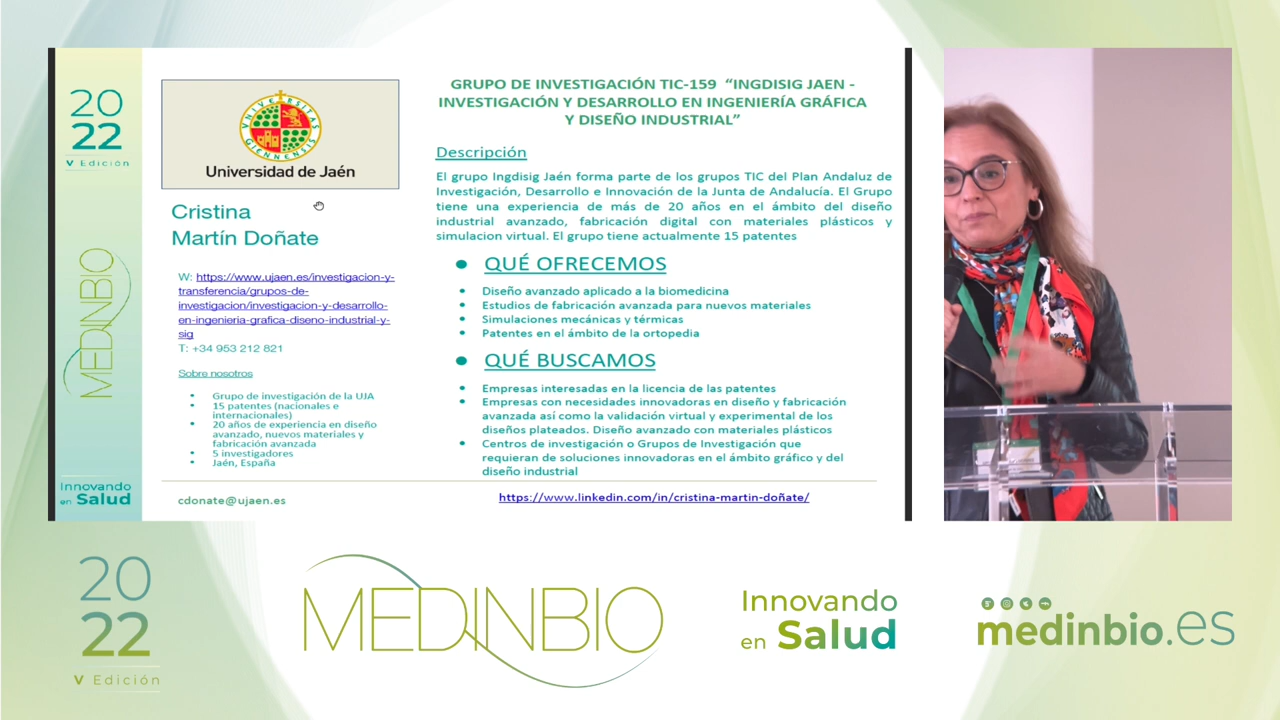 20
22
V Edición
MEDINBIO
Innovando
en Salud
UNIVERSITAS
GIENNENSIS
Universidad de Jaén
Cristina
Martín Doñate
W: https://www.ujaen.es/investigacion-y-
transferencia/grupos-de-
investigacion/investigacion-y-desarrollo-
en-ingenieria-grafica-diseno-industrial-y-
sig
T: +34 953 212 821
Sobre nosotros
• Grupo de investigación de la UJA
• 15 patentes (nacionales e
internacionales)
• 20 años de experiencia en diseño
avanzado, nuevos materiales y
fabricación avanzada
• 5 investigadores
• Jaén, España
cdonate@ujaen.es
GRUPO DE INVESTIGACIÓN TIC-159 “INGDISIG JAEN -
INVESTIGACIÓN Y DESARROLLO EN INGENIERÍA GRÁFICA
Y DISEÑO INDUSTRIAL”
Descripción
El grupo Ingdisig Jaén forma parte de los grupos TIC del Plan Andaluz de
Investigación, Desarrollo e Innovación de la Junta de Andalucía. El Grupo
tiene una experiencia de más de 20 años en el ámbito del diseño
industrial avanzado, fabricación digital con materiales plásticos y
simulacion virtual. El grupo tiene actualmente 15 patentes
• QUÉ OFRECEMOS
• Diseño avanzado aplicado a la biomedicina
• Estudios de fabricación avanzada para nuevos materiales
• Simulaciones mecánicas y térmicas
• Patentes en el ámbito de la ortopedia
• QUÉ BUSCAMOS
• Empresas interesadas en la licencia de las patentes
• Empresas con necesidades innovadoras en diseño y fabricación
avanzada así como la validación virtual y experimental de los
diseños plateados. Diseño avanzado con materiales plásticos
• Centros de investigación o Grupos de Investigación que
requieran de soluciones innovadoras en el ámbito gráfico y del
diseño industrial
https://www.linkedin.com/in/cristina-martin-doñate/
20
22
V Edición
MEDINBIO
Innovando
en Salud
medinbio.es